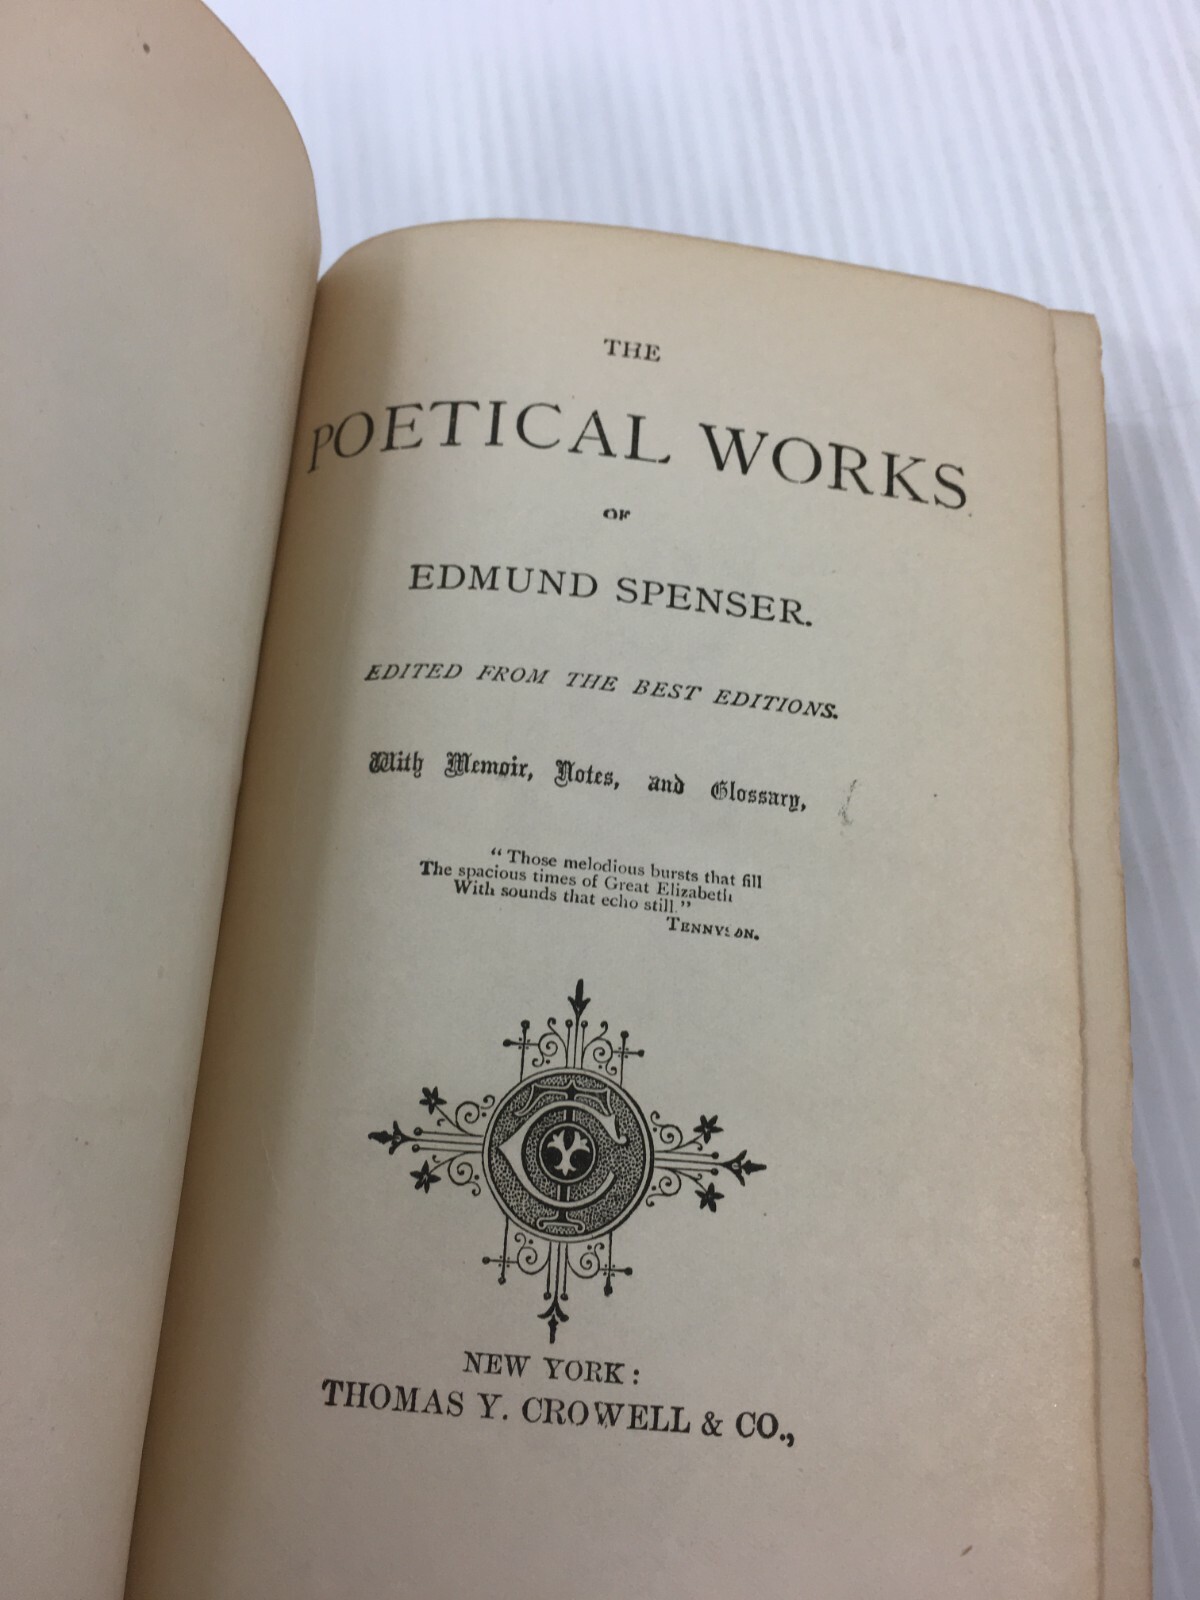 THE
POETICAL WORKS
OF
EDMUND SPENSER.
EDITED FROM THE BEST EDITIONS.
With Memoir, Notes, and Glossary,
"Those melodious bursts that fill
The spacious times of Great Elizabeth
With sounds that echo still."
TENNYSON.
TC
NEW YORK:
THOMAS Y. CROWELL & CO.,